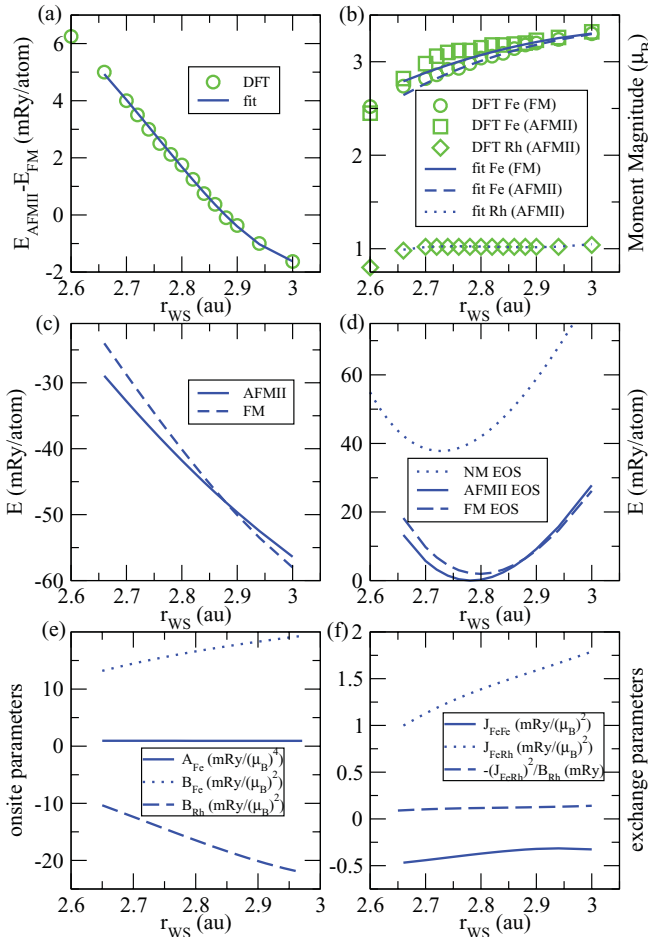 (a)
E_AFMII-E_FM (mRy/atom)
6
4
2
0
-2
DFT
fit
2.6 2.7 2.8 2.9 3
r_WS (au)
(b)
3
2
1
DFT Fe (FM)
DFT Fe (AFMII)
DFT Rh (AFMII)
fit Fe (FM)
fit Fe (AFMII)
fit Rh (AFMII)
Moment Magnitude (μ_B)
2.6 2.7 2.8 2.9 3
r_WS (au)
(c)
E (mRy/atom)
-30
-40
-50
-60
AFMII
FM
2.6 2.7 2.8 2.9 3
r_WS (au)
(d)
60
40
20
0
NM EOS
AFMII EOS
FM EOS
E (mRy/atom)
2.6 2.7 2.8 2.9 3
r_WS (au)
(e)
onsite parameters
20
10
0
-10
-20
A_Fe (mRy/(μ_B)^4)
B_Fe (mRy/(μ_B)^2)
B_Rh (mRy/(μ_B)^2)
2.6 2.7 2.8 2.9 3
r_WS (au)
(f)
2
1.5
1
0.5
0
-0.5
J_FeFe (mRy/(μ_B)^2)
J_FeRh (mRy/(μ_B)^2)
-(J_FeRh)^2/B_Rh (mRy)
exchange parameters
2.6 2.7 2.8 2.9 3
r_WS (au)